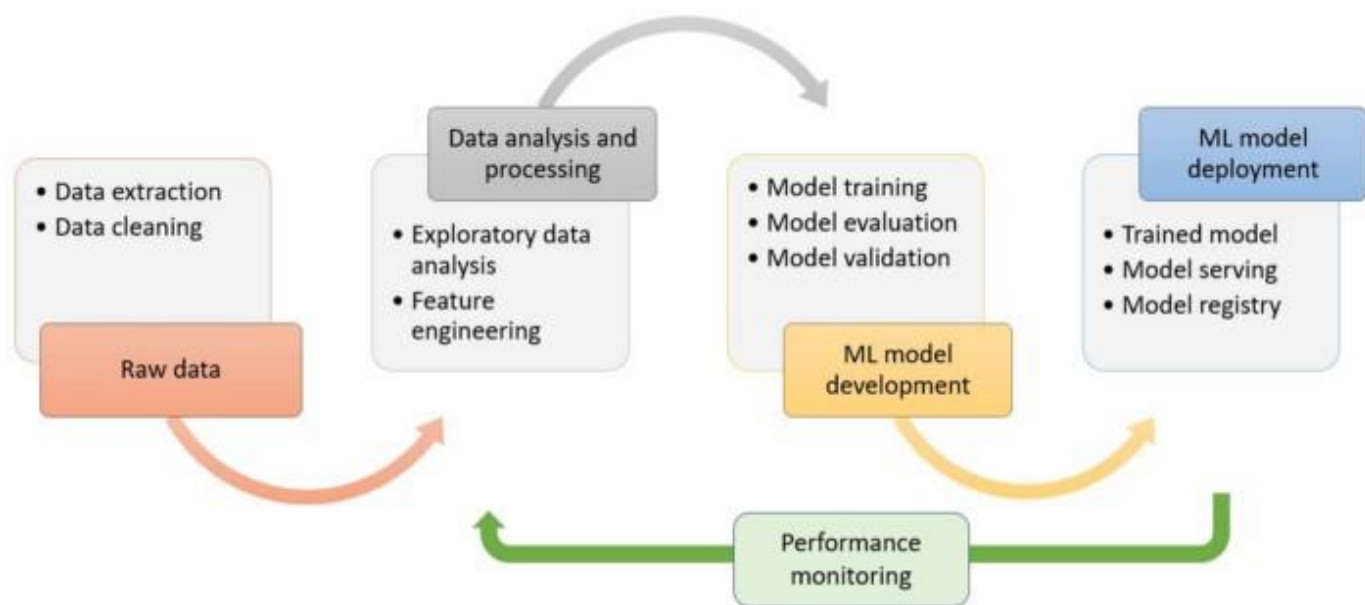 • Data extraction
• Data cleaning
Raw data
Data analysis and
processing
• Exploratory data
analysis
• Feature
engineering
• Model training
• Model evaluation
• Model validation
ML model
development
ML model
deployment
• Trained model
• Model serving
• Model registry
Performance
monitoring